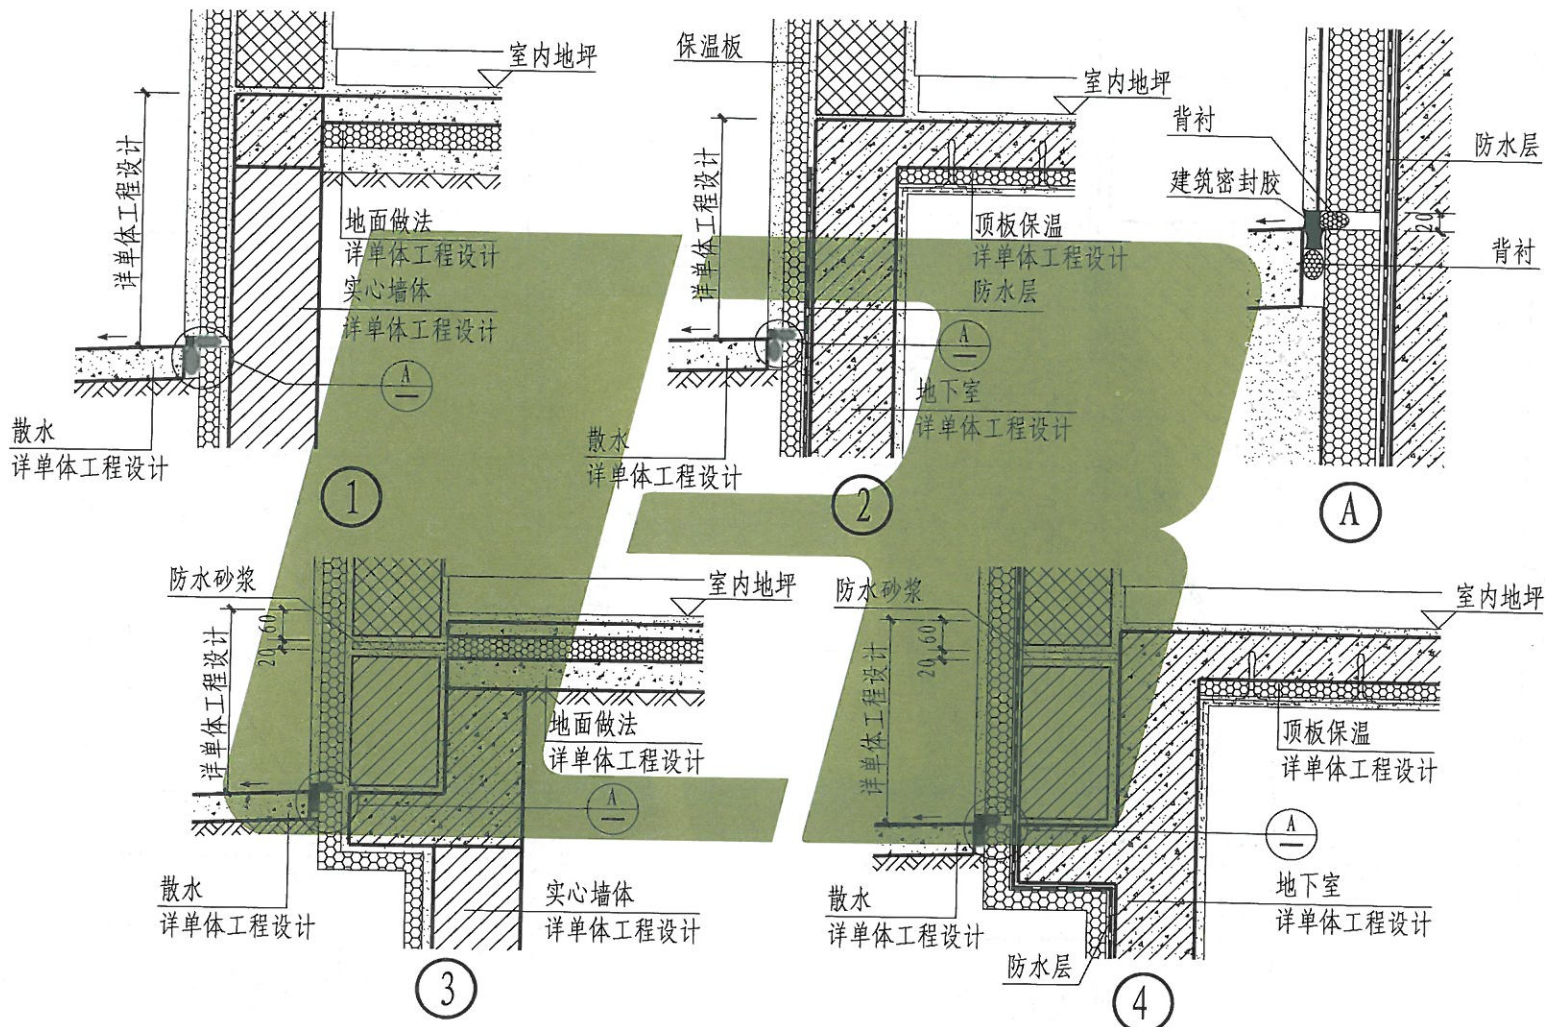 室内地坪
详单体工程设计
地面做法
详单体工程设计
实心墙体
详单体工程设计
A
散水
详单体工程设计
1
保温板
室内地坪
详单体工程设计
顶板保温
详单体工程设计
防水层
A
地下室
详单体工程设计
散水
详单体工程设计
2
背衬
防水层
建筑密封胶
20
背衬
A
防水砂浆
室内地坪
60
20
详单体工程设计
地面做法
详单体工程设计
A
散水
详单体工程设计
实心墙体
详单体工程设计
3
防水砂浆
室内地坪
60
20
详单体工程设计
顶板保温
详单体工程设计
A
地下室
详单体工程设计
散水
详单体工程设计
防水层
4